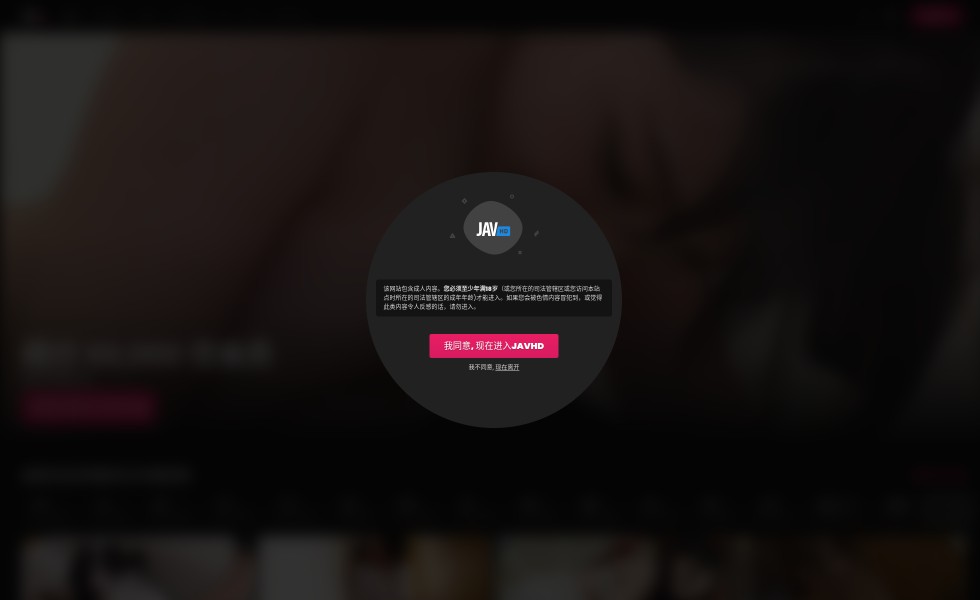 JAV HD
该网站包含成人内容。您必须至少年满18岁（或您所在的司法管辖区或您访问本站
点时所在的司法管辖区的成年年龄)才能进入。如果您会被色情内容冒犯到，或觉得
此类内容令人反感的话，请勿进入。
我同意, 现在进入JAVHD
我不同意, 现在离开